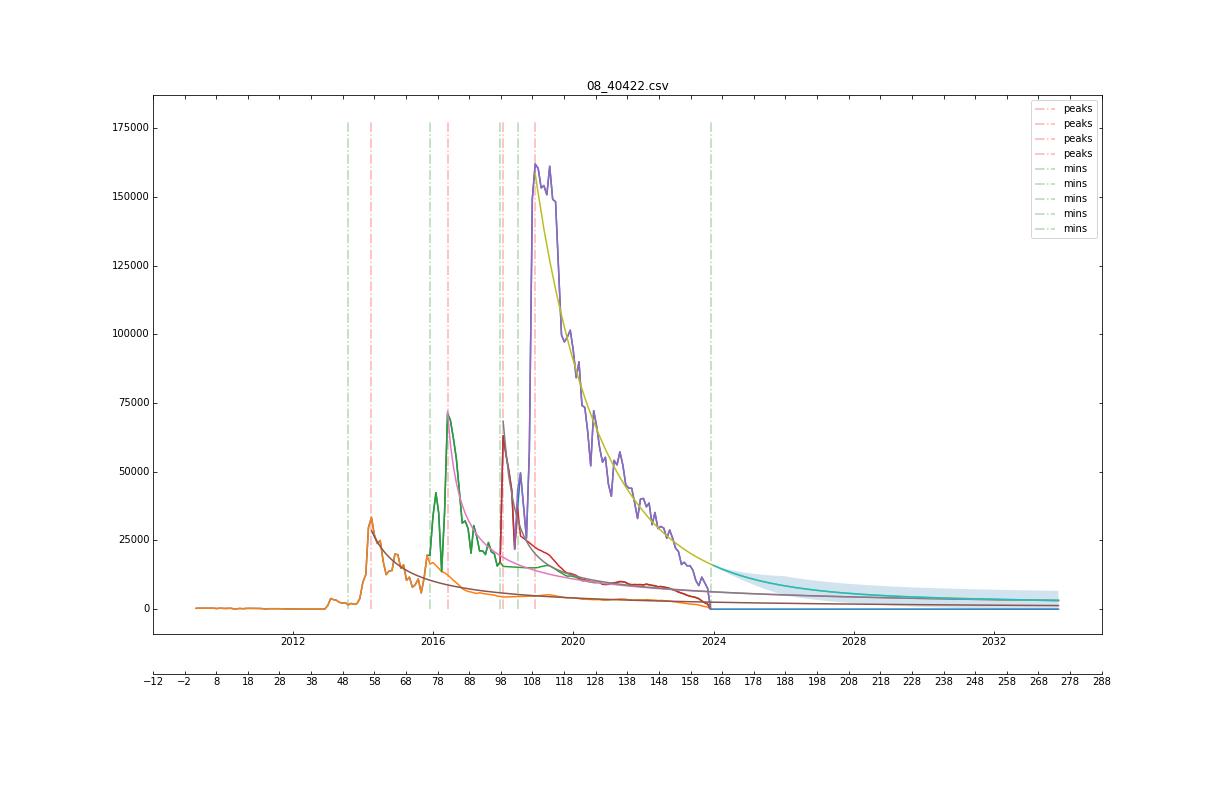 08_40422.csv
175000
150000
125000
100000
75000
50000
25000
0
peaks
peaks
peaks
peaks
mins
mins
mins
mins
mins
2012 2016 2020 2024 2028 2032
−12 −2 8 18 28 38 48 58 68 78 88 98 108 118 128 138 148 158 168 178 188 198 208 218 228 238 248 258 268 278 288